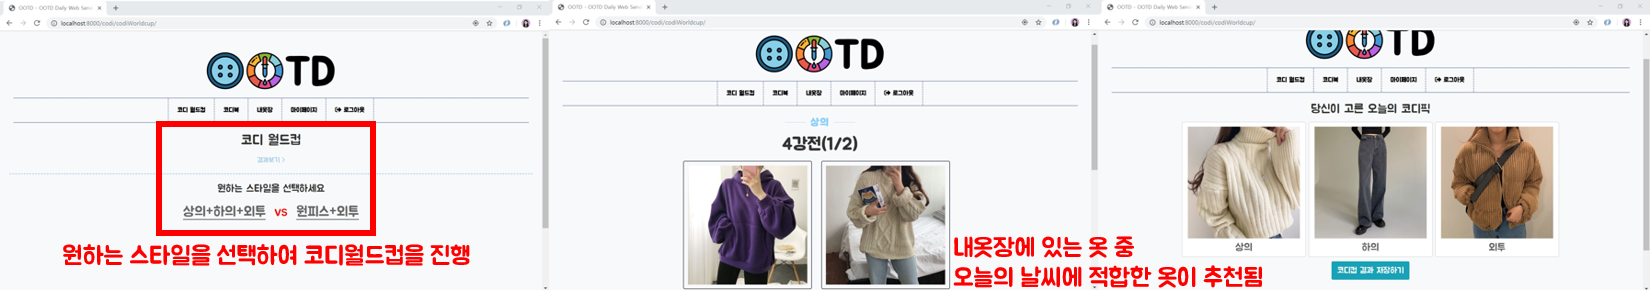 OOTD - OOTD Daily Web Serv
localhost:8000/codi/codiWorldcup/
TD
코디 월드컵
코디북
내옷장
마이페이지
로그아웃
코디 월드컵
결과보기 >
원하는 스타일을 선택하세요
상의+하의+외투 vs 원피스+외투
원하는 스타일을 선택하여 코디월드컵을 진행
OOTD - OOTD Daily Web Serv
localhost:8000/codi/codiWorldcup/
TD
코디 월드컵
코디북
내옷장
마이페이지
로그아웃
상의
4강전(1/2)
내옷장에 있는 옷 중
오늘의 날씨에 적합한 옷이 추천됨
OOTD - OOTD Daily Web Serv
localhost:8000/codi/codiWorldcup/
TD
코디 월드컵
코디북
내옷장
마이페이지
로그아웃
당신이 고른 오늘의 코디픽
상의
하의
외투
코디컵 결과 저장하기